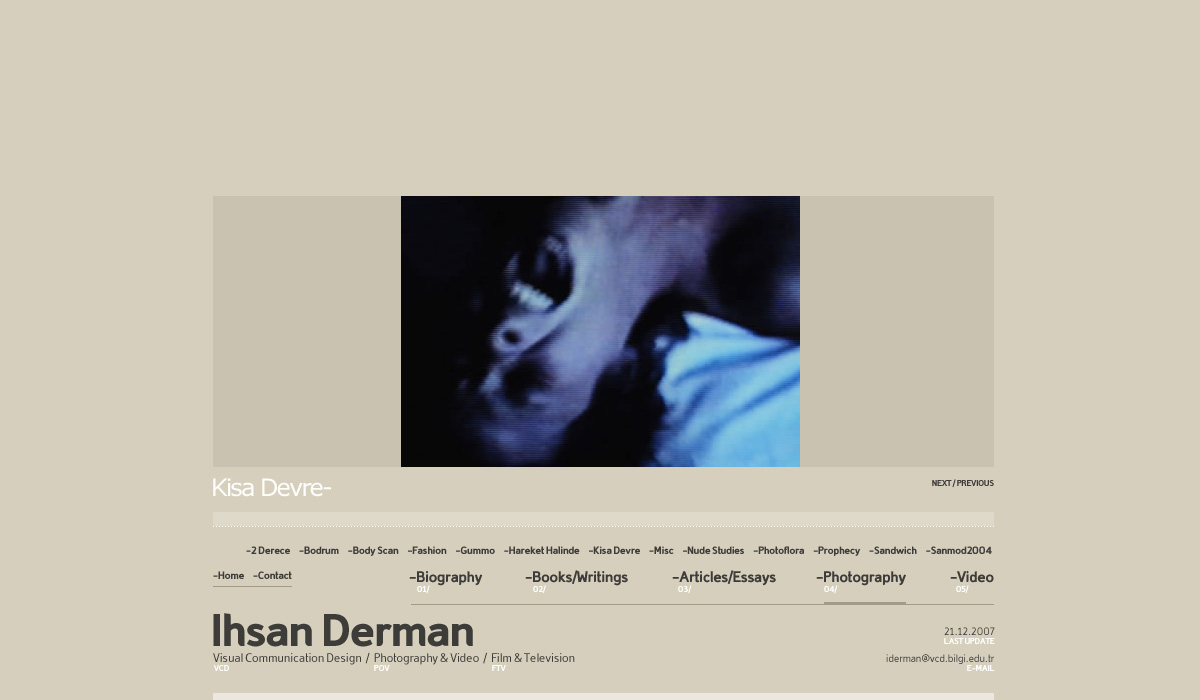 Kisa Devre-
NEXT / PREVIOUS
-2 Derece -Bodrum -Body Scan -Fashion -Gummo -Hareket Halinde -Kisa Devre -Misc -Nude Studies -Photoflora -Prophecy -Sandwich -Sanmod2004
-Home -Contact
-Biography -Books/Writings -Articles/Essays -Photography -Video
01/ 02/ 03/ 04/ 05/
Ihsan Derman
21.12.2007
LAST UPDATE
Visual Communication Design / Photography & Video / Film & Television
VCD POV FTV
iderman@vcd.bilgi.edu.tr
E-MAIL